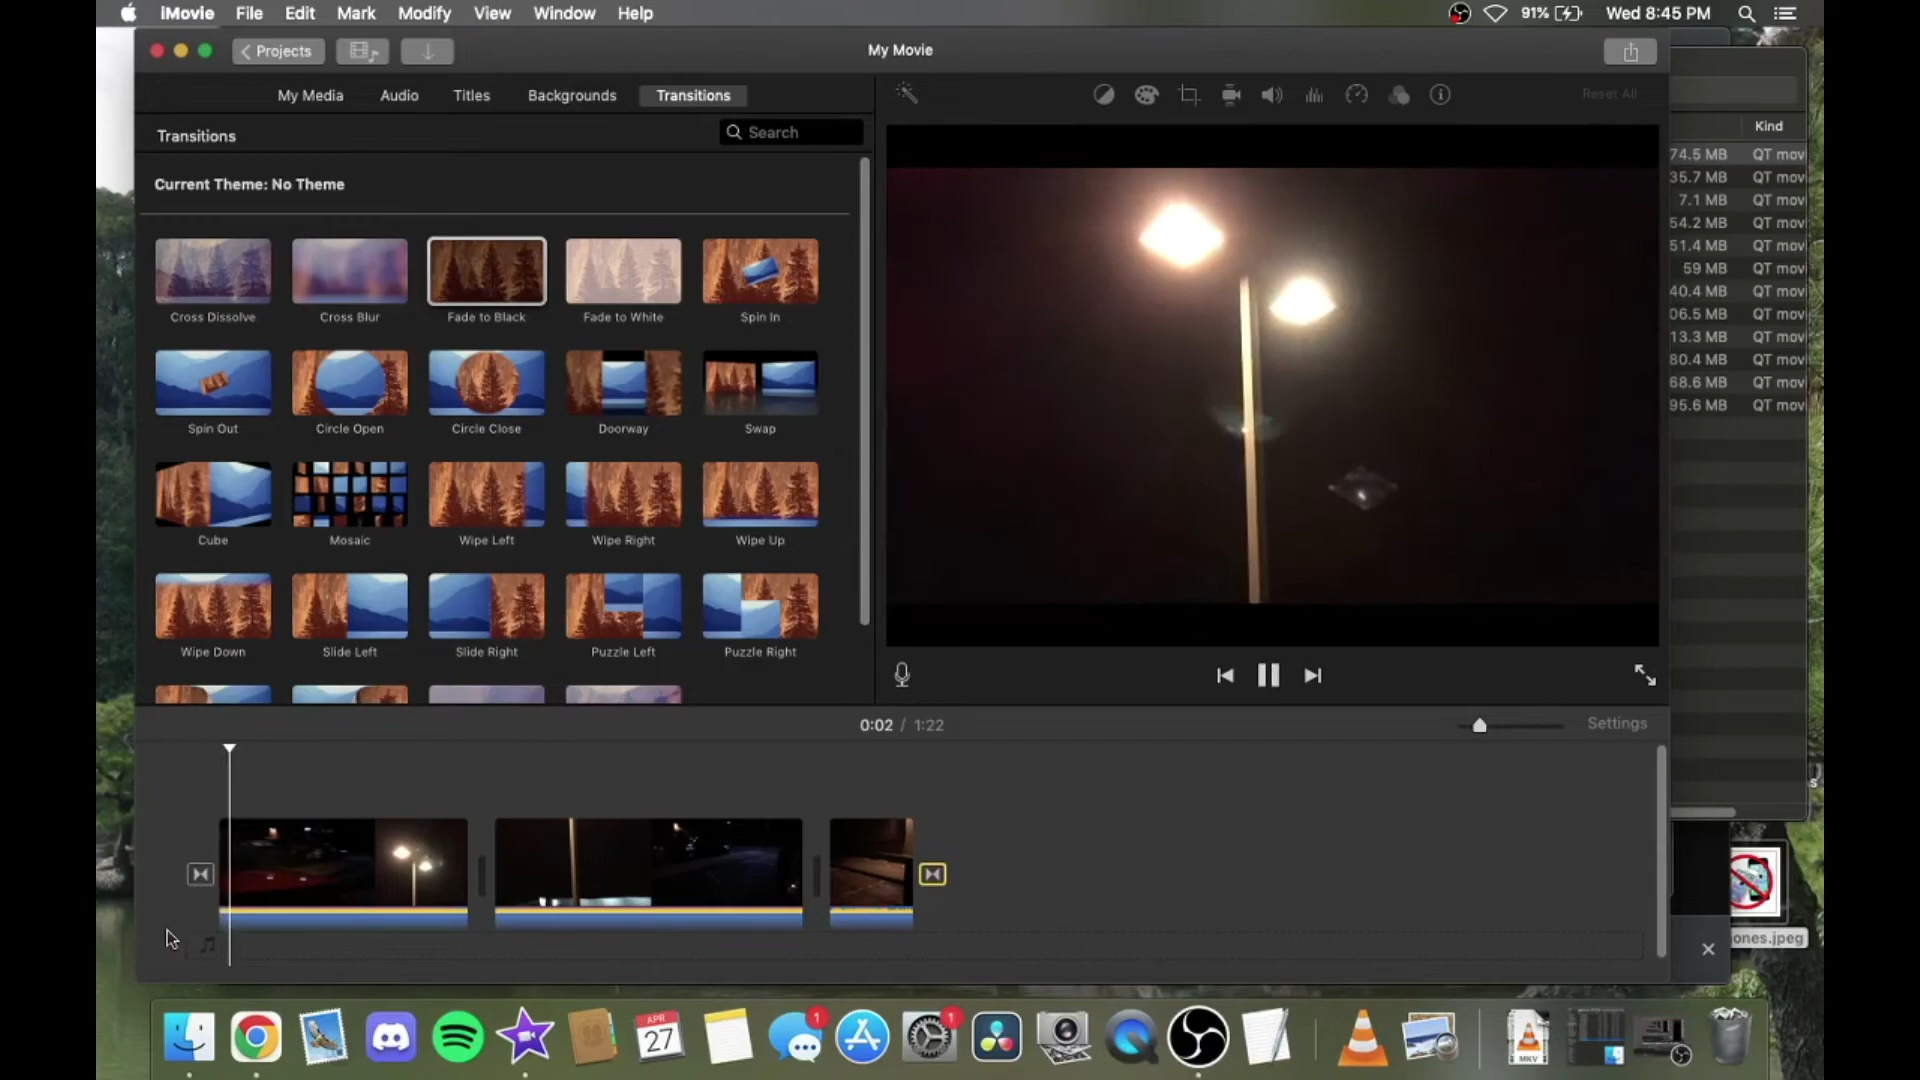 iMovie File Edit Mark Modify View Window Help 91% Wed 8:45 PM
Projects My Movie
My Media Audio Titles Backgrounds Transitions Reset All
Transitions Search Kind
Current Theme: No Theme
74.5 MB QT mov
35.7 MB QT mov
7.1 MB QT mov
54.2 MB QT mov
51.4 MB QT mov
59 MB QT mov
40.4 MB QT mov
06.5 MB QT mov
13.3 MB QT mov
80.4 MB QT mov
68.6 MB QT mov
95.6 MB QT mov
Cross Dissolve Cross Blur Fade to Black Fade to White Spin In
Spin Out Circle Open Circle Close Doorway Swap
Cube Mosaic Wipe Left Wipe Right Wipe Up
Wipe Down Slide Left Slide Right Puzzle Left Puzzle Right
0:02 / 1:22 Settings
ones.jpeg
APR
27
1
1
MKV